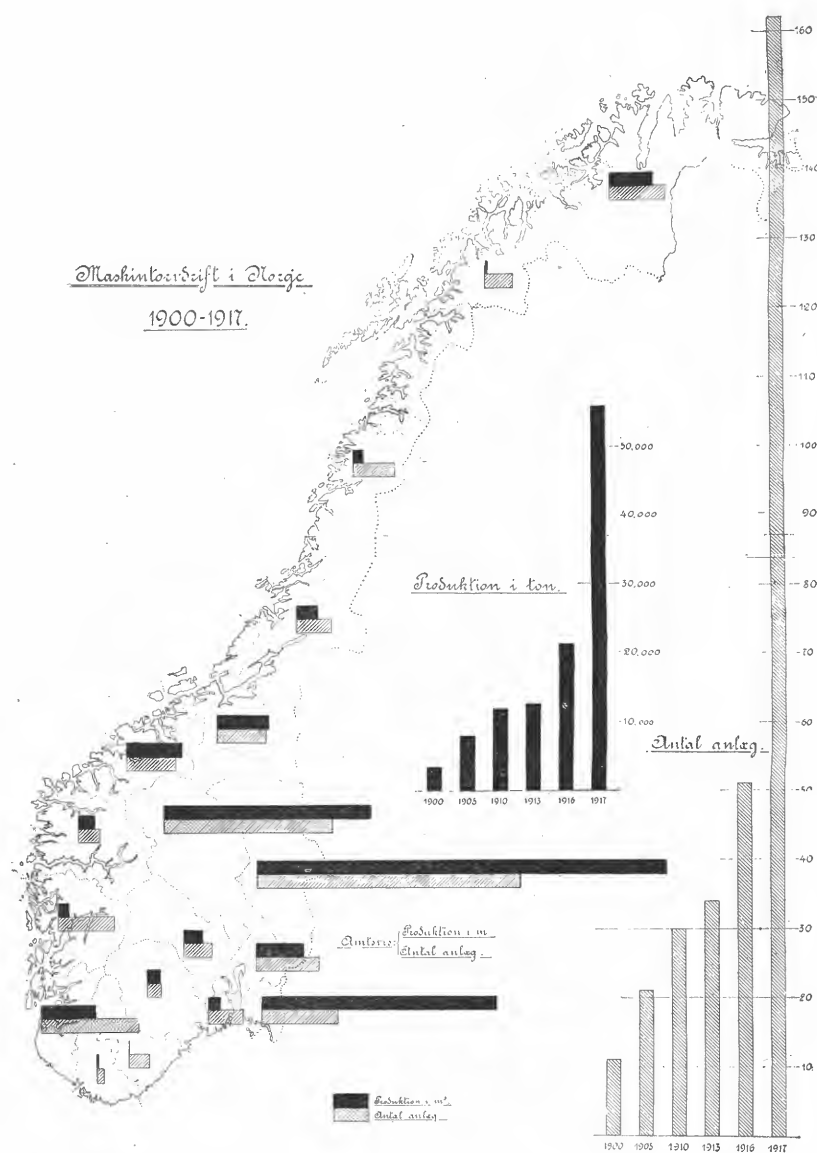 Maskintorvdrift i Norge
1900-1917.
160
150
140
130
120
110
100
90
80
70
60
50
40
30
20
10
Produktion i ton.
50,000
40,000
30,000
20,000
10,000
1900 1905 1910 1913 1916 1917
Antal anlæg.
Amtsvis: Produktion i m
Antal anlæg.
Produktion i m³.
Antal anlæg
1900 1905 1910 1913 1916 1917